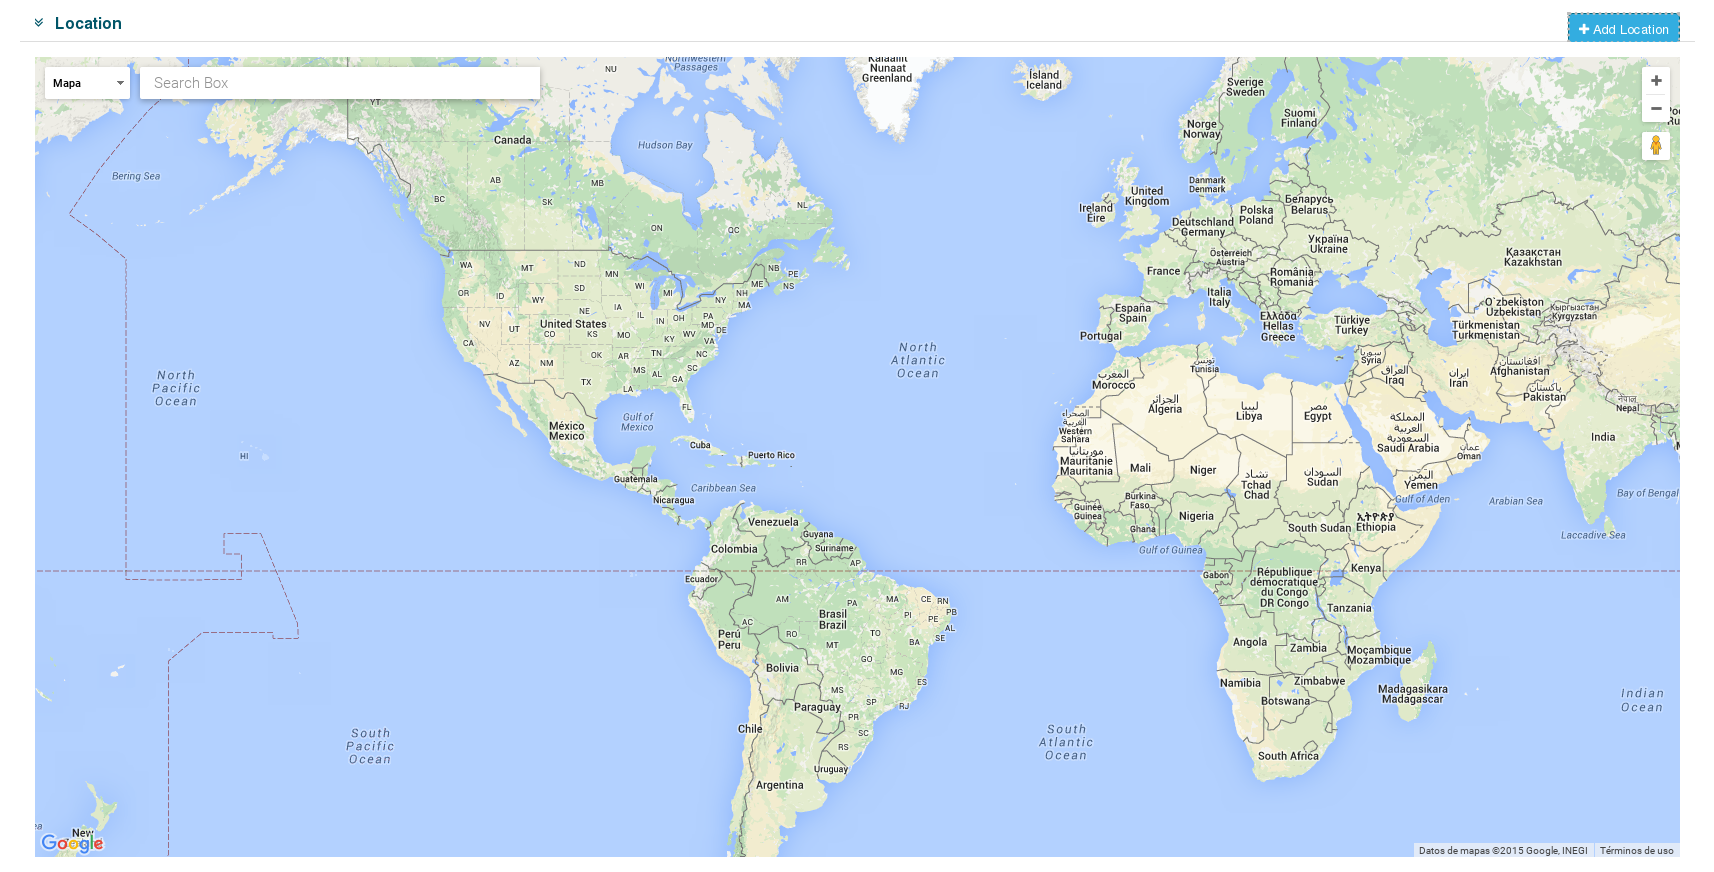 Location
Add Location
Mapa
Search Box
Northwestern
Passages
NU
YT
Kalaallit
Nunaat
Greenland
Ísland
Iceland
Sverige
Sweden
Suomi
Finland
Norge
Norway
Canada
Hudson Bay
Bering Sea
AB
MB
BC
SK
NL
ON
QC
Danmark
Denmark
United
Kingdom
Ireland
Éire
Беларусь
Belarus
Polska
Poland
Deutschland
Germany
Україна
Ukraine
Österreich
Austria
Қазақстан
Kazakhstan
France
România
Romania
WA
MT
ND
MN
NB
PE
NS
ME
OR
ID
WY
SD
WI
MI
NY
NH
MA
Italia
Italy
España
Spain
Portugal
Ελλάδα
Hellas
Greece
Türkiye
Turkey
Oʻzbekiston
Uzbekistan
Кыргызстан
Kyrgyzstan
Türkmenistan
Turkmenistan
NV
UT
United States
CO
NE
KS
IA
IL
IN
OH
PA
MD
DE
MO
KY
WV
VA
CA
AZ
NM
OK
AR
TN
NC
SC
TX
MS
AL
GA
LA
FL
North
Atlantic
Ocean
North
Pacific
Ocean
تونس
Tunisia
سوريا
Syria
العراق
Iraq
ایران
Iran
افغانستان
Afghanistan
پاکستان
Pakistan
नेपाल
Nepal
India
المغرب
Morocco
الجزائر
Algeria
ليبيا
Libya
مصر
Egypt
المملكة
العربية
السعودية
Saudi Arabia
عمان
Oman
الصحراء
الغربية
Western
Sahara
موريتانيا
Mauritanie
Mauritania
Mali
Niger
تشاد
Tchad
Chad
السودان
Sudan
اليمن
Yemen
Gulf of Aden
Arabian Sea
Bay of Bengal
Laccadive Sea
Gulf of
Mexico
México
Mexico
Cuba
Puerto Rico
HI
Guatemala
Caribbean Sea
Nicaragua
Venezuela
Guyana
Suriname
Colombia
RR
AP
Ecuador
Burkina
Faso
Guinée
Guinea
Ghana
Nigeria
South Sudan
ኢትዮጵያ
Ethiopia
Gulf of Guinea
Gabon
République
démocratique
du Congo
DR Congo
Kenya
Tanzania
AM
PA
MA
CE
RN
PB
PI
PE
AL
SE
AC
RO
TO
BA
MT
GO
MG
ES
MS
SP
RJ
PR
SC
RS
Brasil
Brazil
Perú
Peru
Bolivia
Paraguay
Chile
Uruguay
Argentina
Angola
Zambia
Moçambique
Mozambique
Namibia
Zimbabwe
Botswana
Madagasikara
Madagascar
South Africa
Indian
Ocean
South
Pacific
Ocean
South
Atlantic
Ocean
New
Google
Datos de mapas ©2015 Google, INEGI
Términos de uso